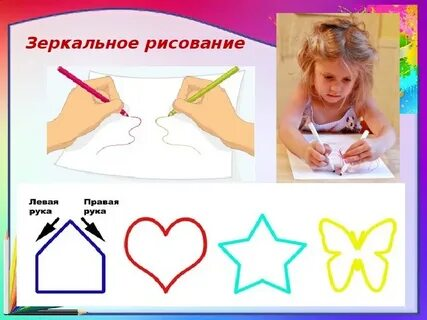 Зеркальное рисование
Левая Правая
рука рука